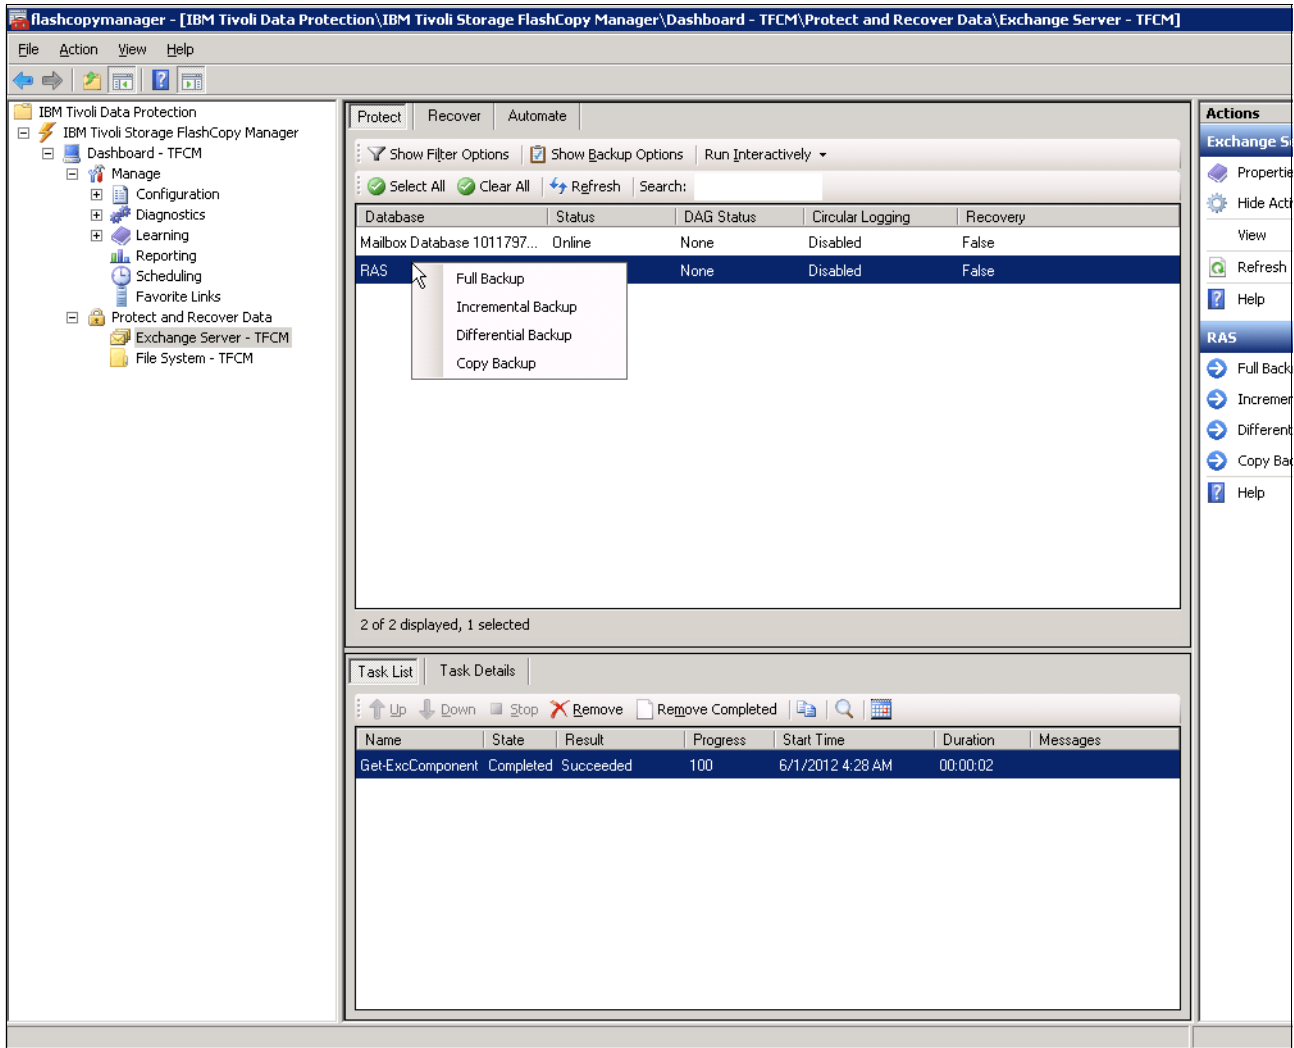 flashcopymanager - [IBM Tivoli Data Protection\IBM Tivoli Storage FlashCopy Manager\Dashboard - TFCM\Protect and Recover Data\Exchange Server - TFCM]
File Action View Help
IBM Tivoli Data Protection
IBM Tivoli Storage FlashCopy Manager
Dashboard - TFCM
Manage
Configuration
Diagnostics
Learning
Reporting
Scheduling
Favorite Links
Protect and Recover Data
Exchange Server - TFCM
File System - TFCM
Protect Recover Automate
Show Filter Options Show Backup Options Run Interactively
Select All Clear All Refresh Search:
Database Status DAG Status Circular Logging Recovery
Mailbox Database 1011797... Online None Disabled False
RAS None Disabled False
Full Backup
Incremental Backup
Differential Backup
Copy Backup
2 of 2 displayed, 1 selected
Task List Task Details
Up Down Stop Remove Remove Completed
Name State Result Progress Start Time Duration Messages
Get-ExcComponent Completed Succeeded 100 6/1/2012 4:28 AM 00:00:02
Actions
Exchange S
Propertie
Hide Acti
View
Refresh
Help
RAS
Full Back
Incremer
Different
Copy Bac
Help